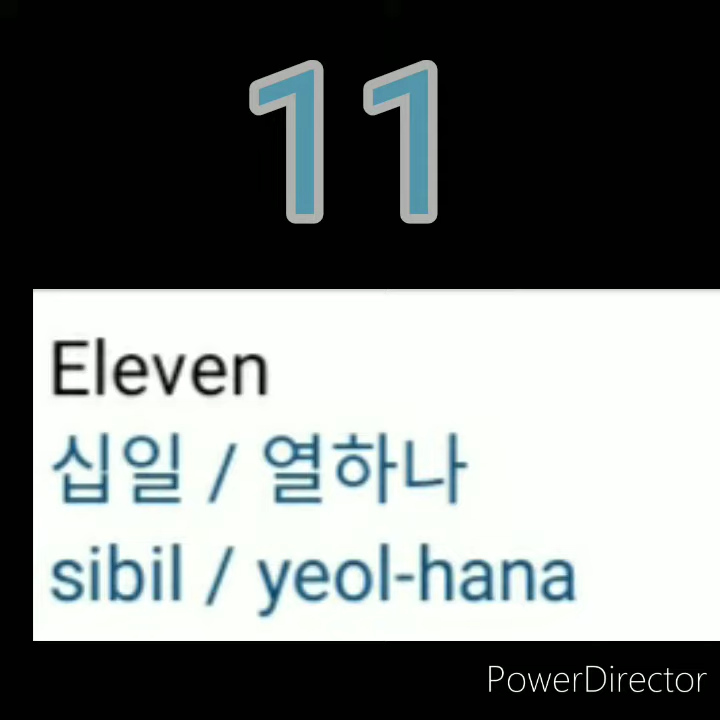 11
Eleven
십일 / 열하나
sibil / yeol-hana
PowerDirector